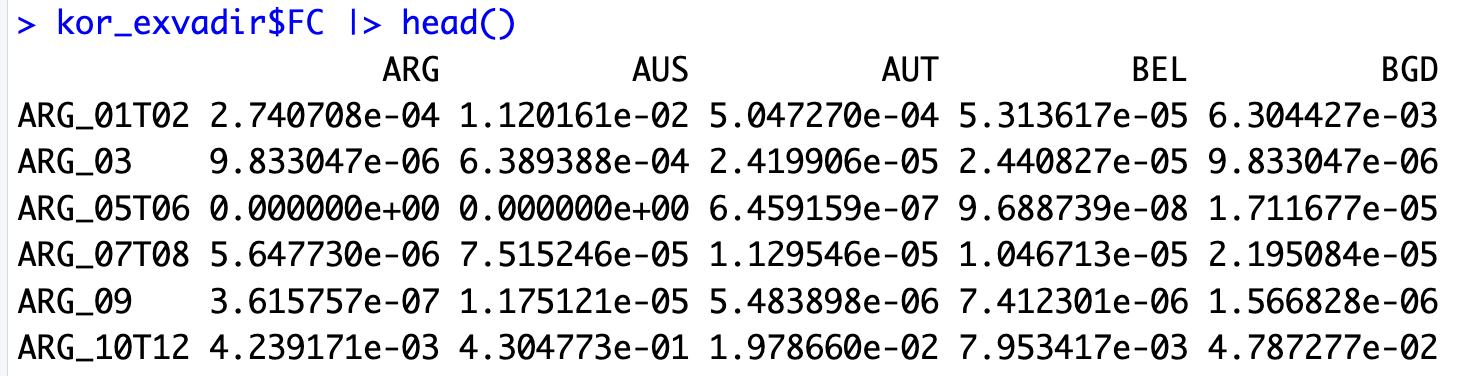 > kor_exvadir$FC |> head()
ARG AUS AUT BEL BGD
ARG_01T02 2.740708e-04 1.120161e-02 5.047270e-04 5.313617e-05 6.304427e-03
ARG_03 9.833047e-06 6.389388e-04 2.419906e-05 2.440827e-05 9.833047e-06
ARG_05T06 0.000000e+00 0.000000e+00 6.459159e-07 9.688739e-08 1.711677e-05
ARG_07T08 5.647730e-06 7.515246e-05 1.129546e-05 1.046713e-05 2.195084e-05
ARG_09 3.615757e-07 1.175121e-05 5.483898e-06 7.412301e-06 1.566828e-06
ARG_10T12 4.239171e-03 4.304773e-01 1.978660e-02 7.953417e-03 4.787277e-02